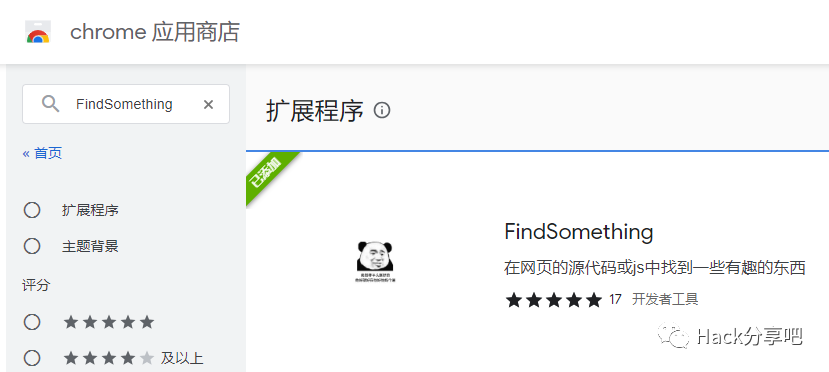 chrome 应用商店
FindSomething
« 首页
扩展程序
主题背景
评分
及以上
扩展程序
已添加
FindSomething
在网页的源代码或js中找到一些有趣的东西
17 开发者工具
Hack分享吧